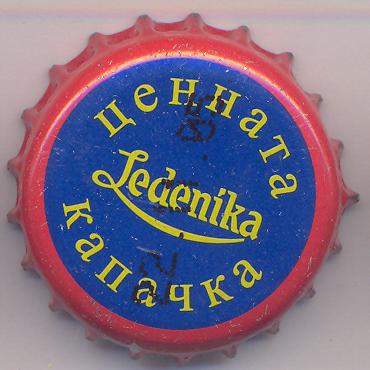 ценната
Ledenika
капачка